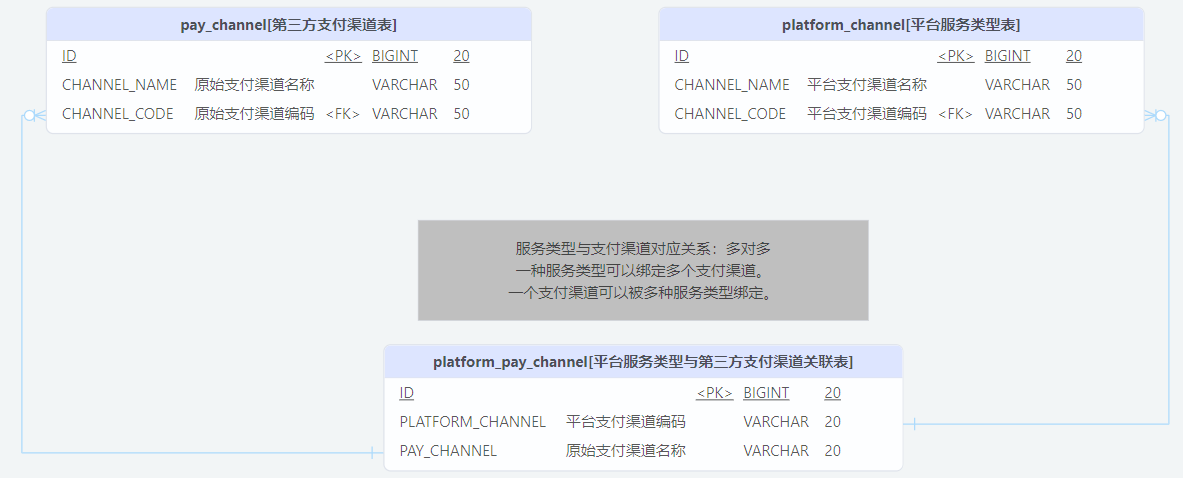 pay_channel[第三方支付渠道表]
ID <PK> BIGINT 20
CHANNEL_NAME 原始支付渠道名称 VARCHAR 50
CHANNEL_CODE 原始支付渠道编码 <FK> VARCHAR 50
platform_channel[平台服务类型表]
ID <PK> BIGINT 20
CHANNEL_NAME 平台支付渠道名称 VARCHAR 50
CHANNEL_CODE 平台支付渠道编码 <FK> VARCHAR 50
服务类型与支付渠道对应关系：多对多
一种服务类型可以绑定多个支付渠道。
一个支付渠道可以被多种服务类型绑定。
platform_pay_channel[平台服务类型与第三方支付渠道关联表]
ID <PK> BIGINT 20
PLATFORM_CHANNEL 平台支付渠道编码 VARCHAR 20
PAY_CHANNEL 原始支付渠道名称 VARCHAR 20